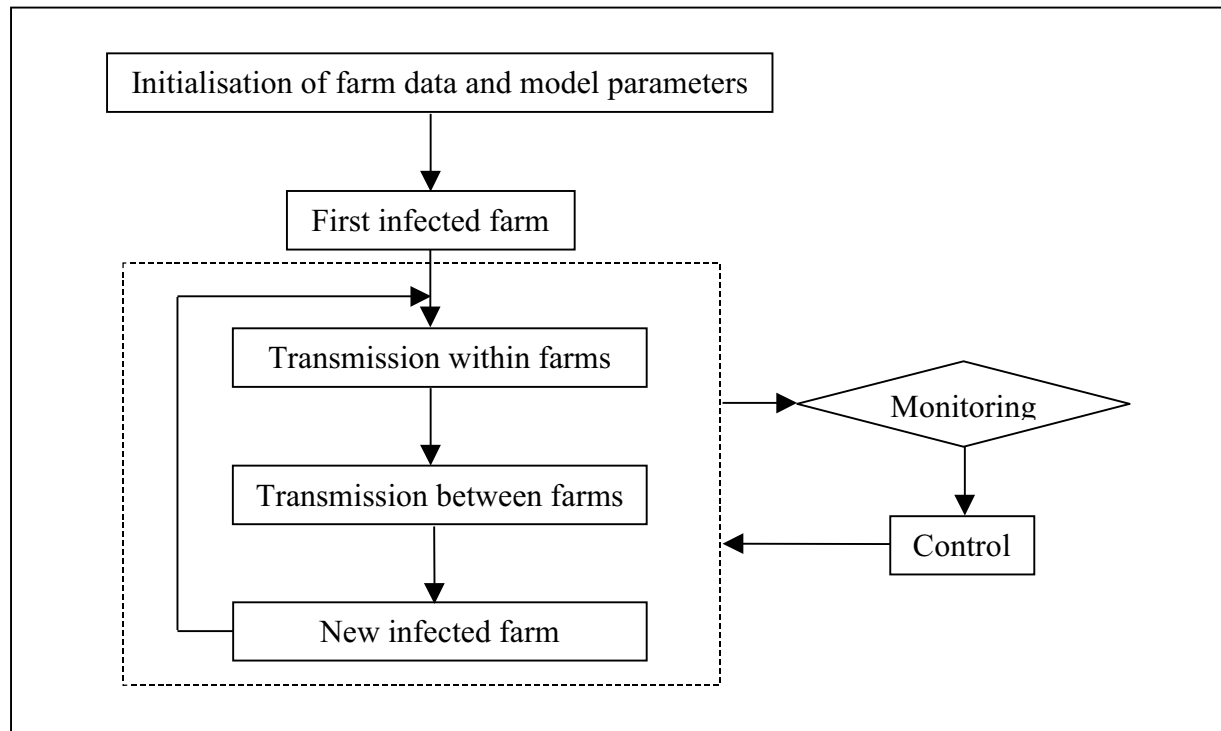 Initialisation of farm data and model parameters
First infected farm
Transmission within farms
Transmission between farms
New infected farm
Monitoring
Control